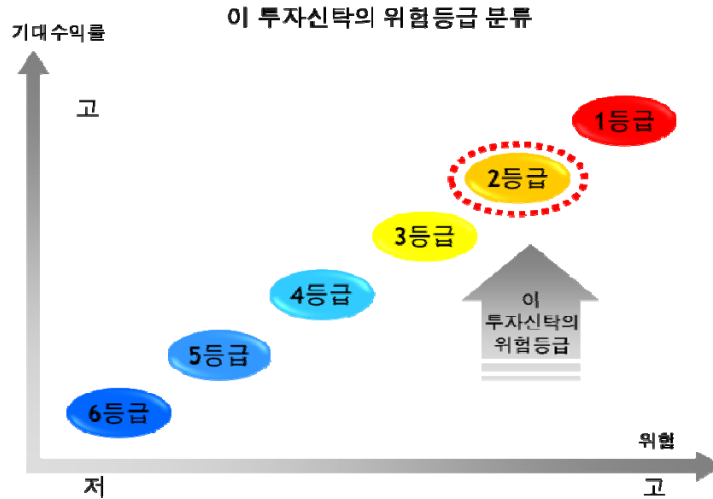 이 투자신탁의 위험등급 분류
기대수익률
고
1등급
2등급
3등급
4등급
이
투자신탁의
위험등급
5등급
6등급
위험
저
고